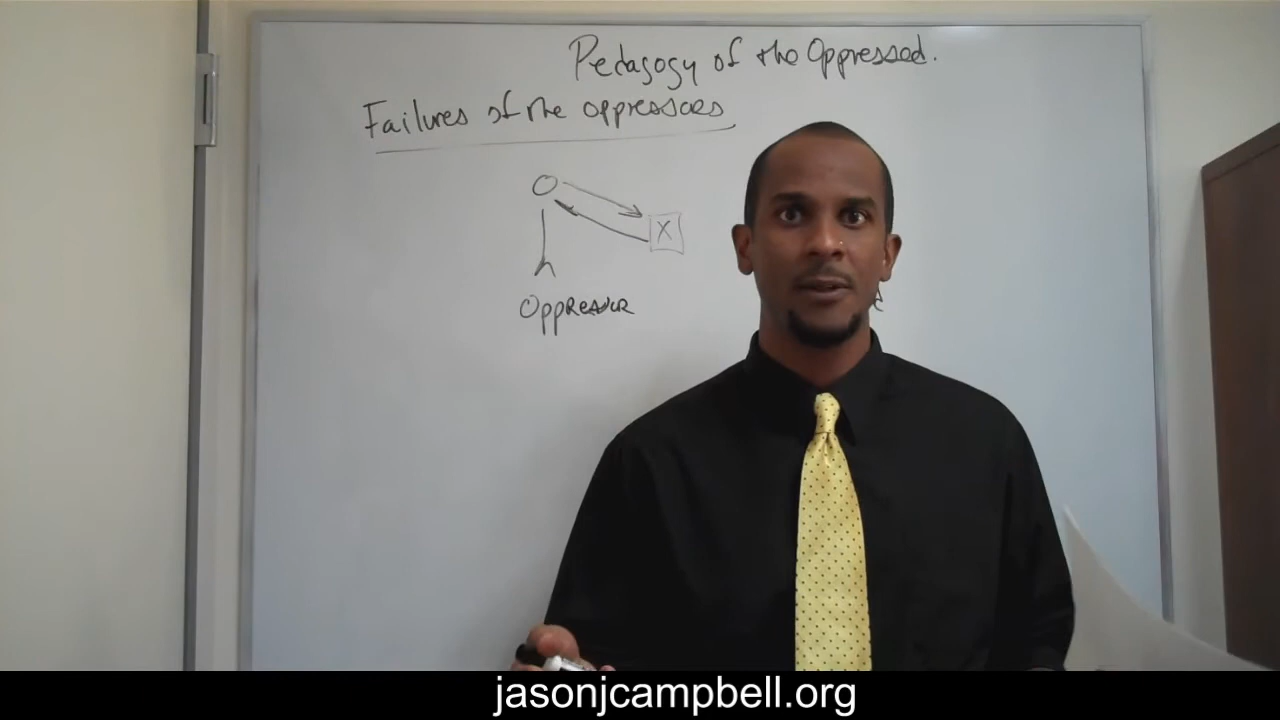 Pedagogy of the Oppressed.
Failures of the oppressors
X
Oppressor
jasonjcampbell.org